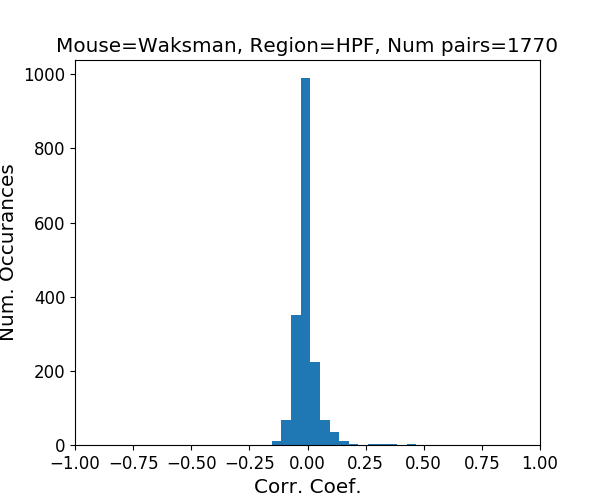 Mouse=Waksman, Region=HPF, Num pairs=1770
1000
800
600
400
200
0
Num. Occurances
−1.00 −0.75 −0.50 −0.25 0.00 0.25 0.50 0.75 1.00
Corr. Coef.